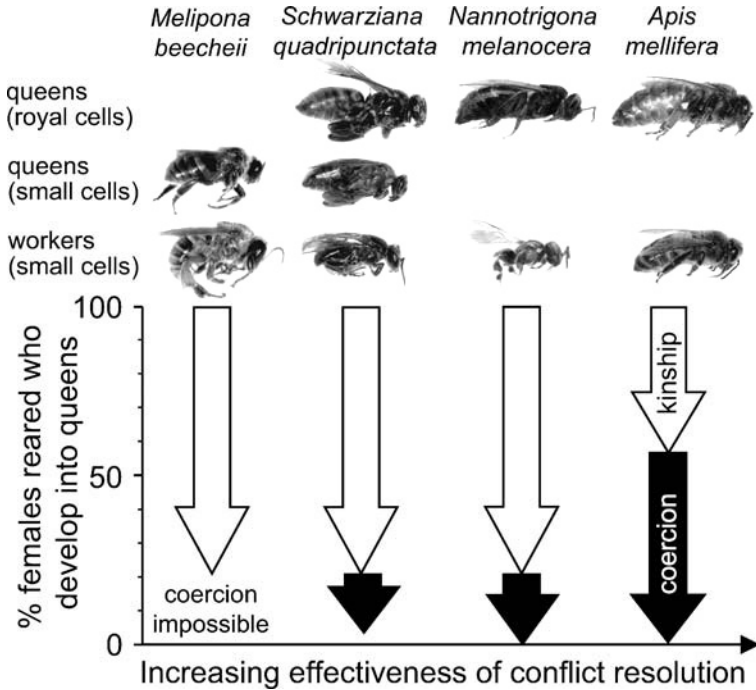 Melipona beecheii
Schwarziana quadripunctata
Nannotrigona melanocera
Apis mellifera
queens
(royal cells)
queens
(small cells)
workers
(small cells)
% females reared who
develop into queens
100
50
0
kinship
coercion
coercion
impossible
Increasing effectiveness of conflict resolution